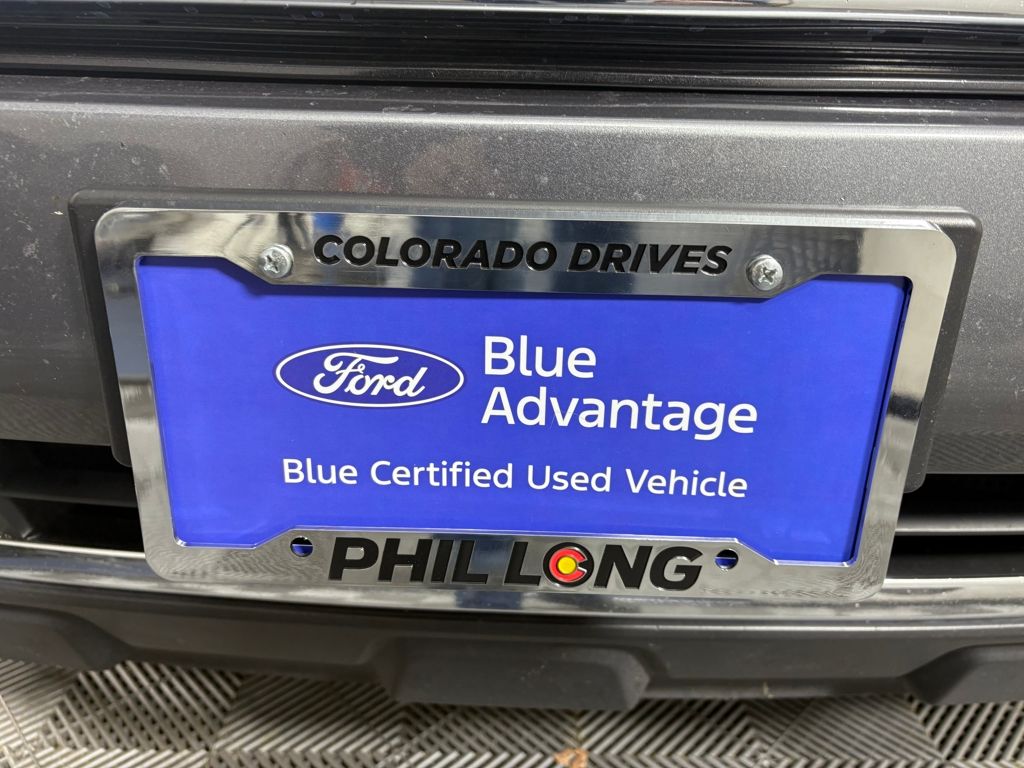 COLORADO DRIVES
Ford
Blue
Advantage
Blue Certified Used Vehicle
PHIL LONG